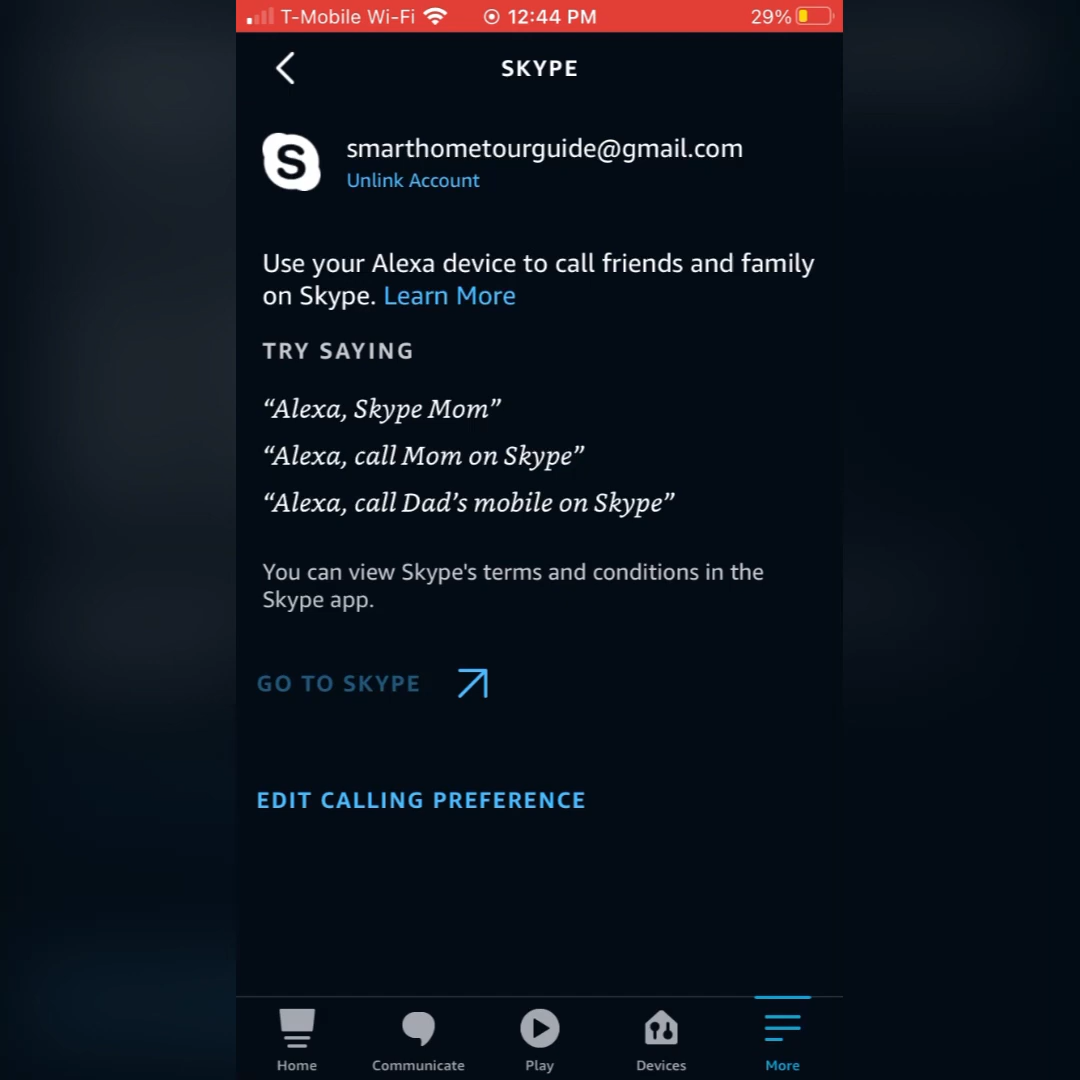 T-Mobile Wi-Fi 12:44 PM 29%
SKYPE
S
smarthometourguide@gmail.com
Unlink Account
Use your Alexa device to call friends and family
on Skype. Learn More
TRY SAYING
“Alexa, Skype Mom”
“Alexa, call Mom on Skype”
“Alexa, call Dad’s mobile on Skype”
You can view Skype's terms and conditions in the
Skype app.
GO TO SKYPE
EDIT CALLING PREFERENCE
Home Communicate Play Devices More